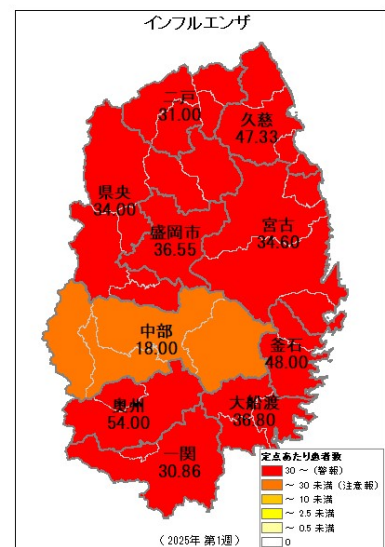 インフルエンザ
二戸
31.00
久慈
47.33
県央
34.00
盛岡市
36.55
宮古
34.60
中部
18.00
釜石
48.00
奥州
54.00
大船渡
36.80
一関
30.86
定点あたり患者数
30 ～ (警報)
～ 30 未満 (注意報)
～ 10 未満
～ 2.5 未満
～ 0.5 未満
0
（2025年 第1週）